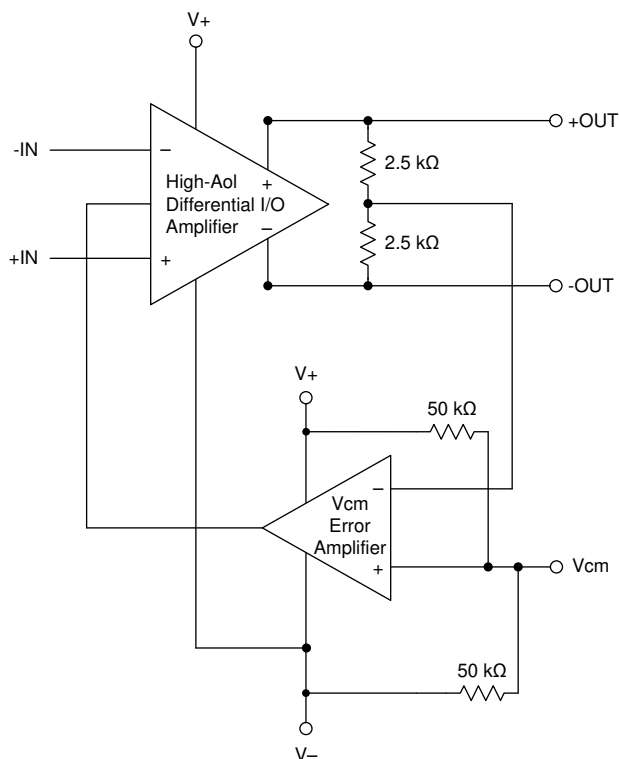 V+
-IN
−
High-Aol
Differential I/O
Amplifier
+
−
+IN
+
+OUT
2.5 kΩ
2.5 kΩ
-OUT
V+
50 kΩ
−
Vcm
Error
Amplifier
+
Vcm
50 kΩ
V−